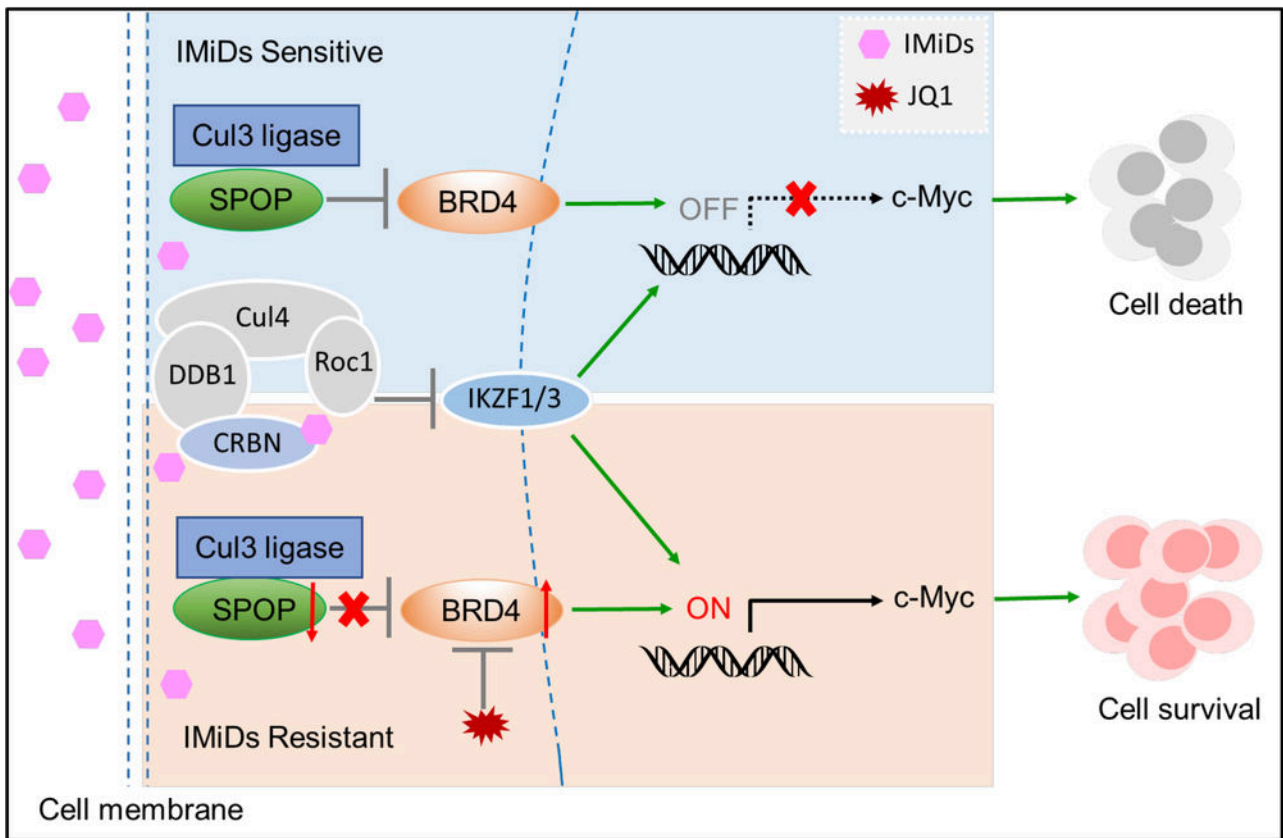 IMiDs Sensitive
IMiDs
JQ1
Cul3 ligase
SPOP
BRD4
OFF
c-Myc
Cell death
Cul4
DDB1
Roc1
IKZF1/3
CRBN
Cul3 ligase
SPOP
BRD4
ON
c-Myc
Cell survival
IMiDs Resistant
Cell membrane